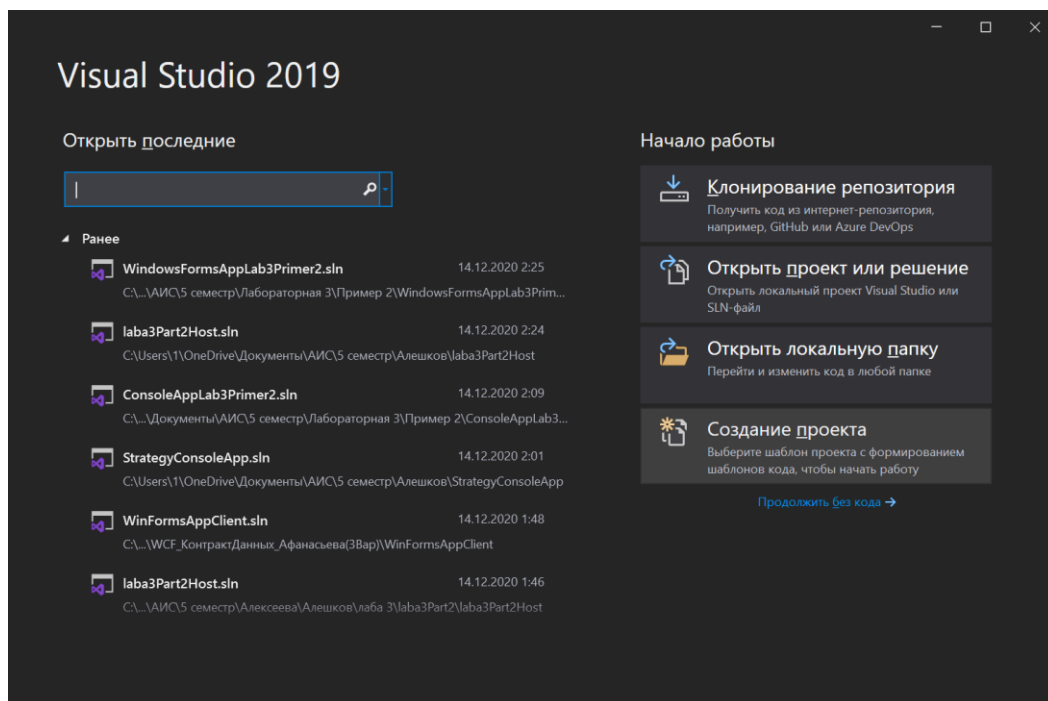 Visual Studio 2019
Открыть последние
Ранее
WindowsFormsAppLab3Primer2.sln 14.12.2020 2:25
C:\...\АИС\5 семестр\Лабораторная 3\Пример 2\WindowsFormsAppLab3Prim...
laba3Part2Host.sln 14.12.2020 2:24
C:\Users\1\OneDrive\Документы\АИС\5 семестр\Алешков\laba3Part2Host
ConsoleAppLab3Primer2.sln 14.12.2020 2:09
C:\...\Документы\АИС\5 семестр\Лабораторная 3\Пример 2\ConsoleAppLab3...
StrategyConsoleApp.sln 14.12.2020 2:01
C:\Users\1\OneDrive\Документы\АИС\5 семестр\Алешков\StrategyConsoleApp
WinFormsAppClient.sln 14.12.2020 1:48
C:\...\WCF_КонтрактДанных_Афанасьева(3Вар)\WinFormsAppClient
laba3Part2Host.sln 14.12.2020 1:46
C:\...\АИС\5 семестр\Алексеева\Алешков\лаба 3\laba3Part2\laba3Part2Host
Начало работы
Клонирование репозитория
Получить код из интернет-репозитория,
например, GitHub или Azure DevOps
Открыть проект или решение
Открыть локальный проект Visual Studio или
SLN-файл
Открыть локальную папку
Перейти и изменить код в любой папке
Создание проекта
Выберите шаблон проекта с формированием
шаблонов кода, чтобы начать работу
Продолжить без кода →